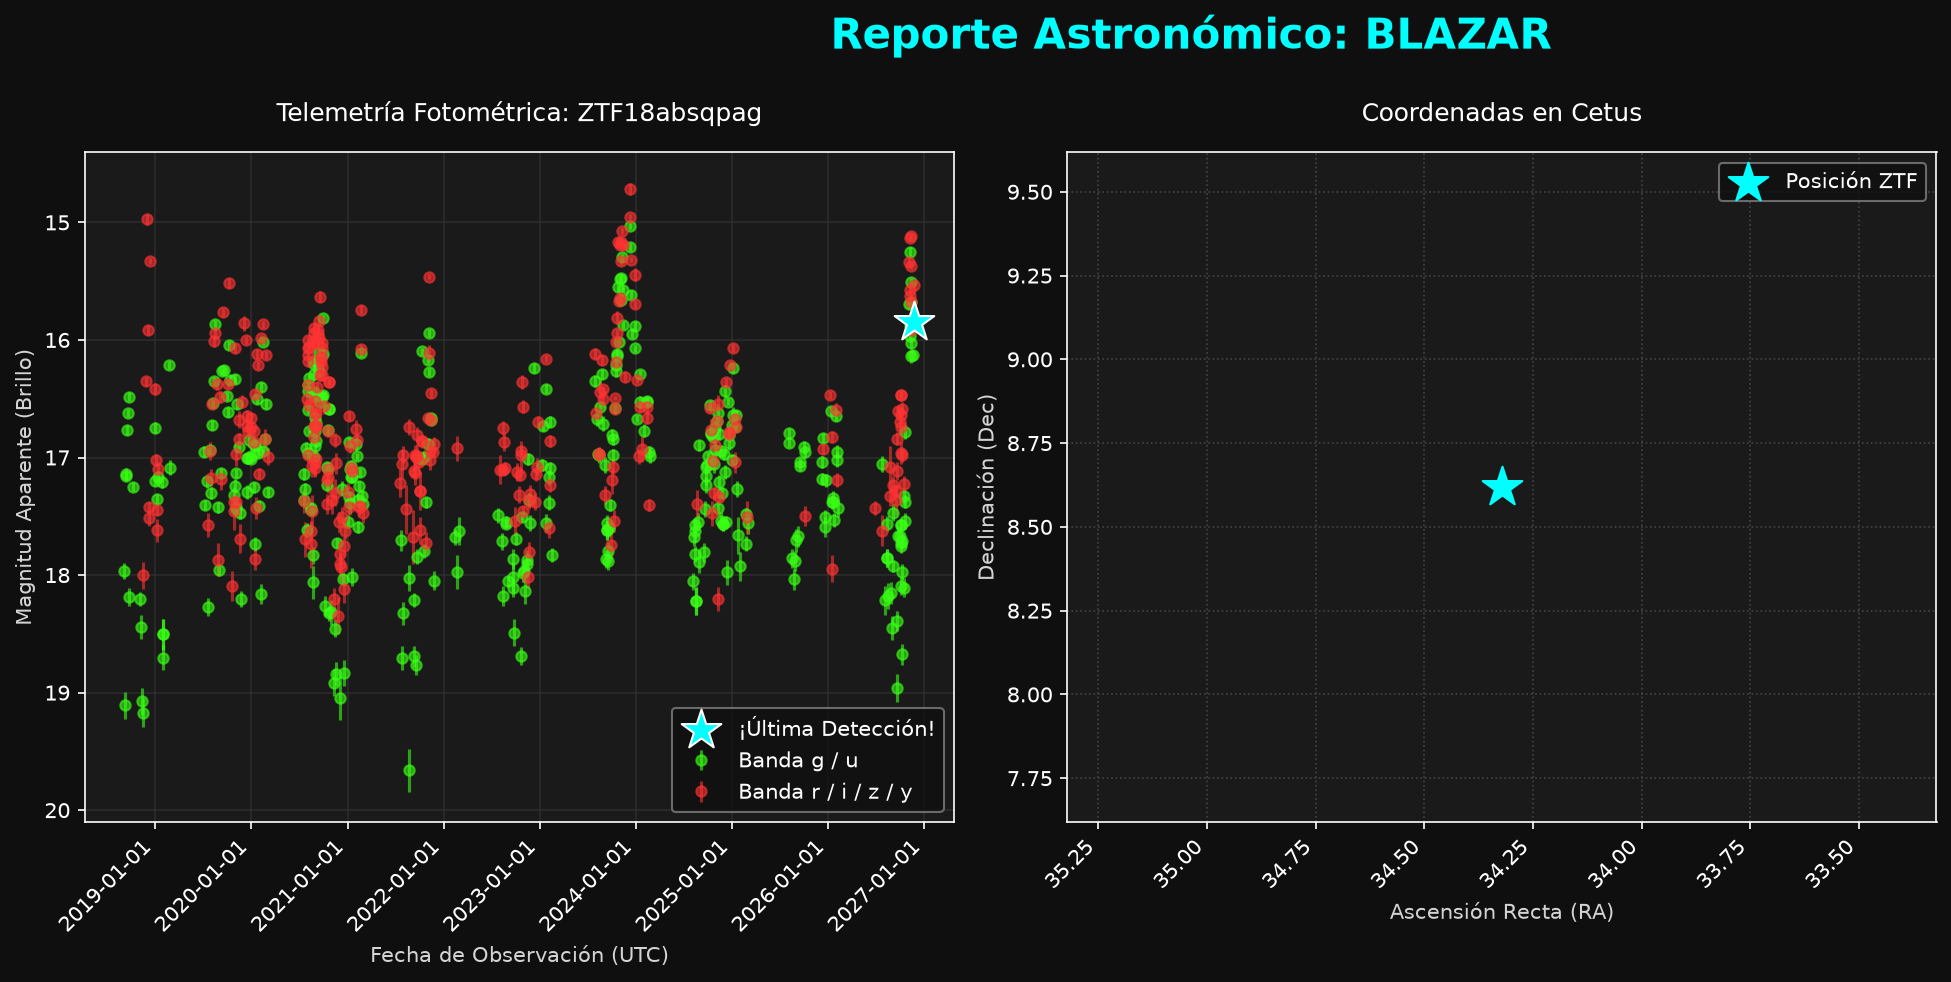 Reporte Astronómico: BLAZAR
Telemetría Fotométrica: ZTF18absqpag
Magnitud Aparente (Brillo)
15
16
17
18
19
20
¡Última Detección!
Banda g / u
Banda r / i / z / y
2019-01-01
2020-01-01
2021-01-01
2022-01-01
2023-01-01
2024-01-01
2025-01-01
2026-01-01
2027-01-01
Fecha de Observación (UTC)
Coordenadas en Cetus
Declinación (Dec)
9.50
9.25
9.00
8.75
8.50
8.25
8.00
7.75
Posición ZTF
35.25
35.00
34.75
34.50
34.25
34.00
33.75
33.50
Ascensión Recta (RA)